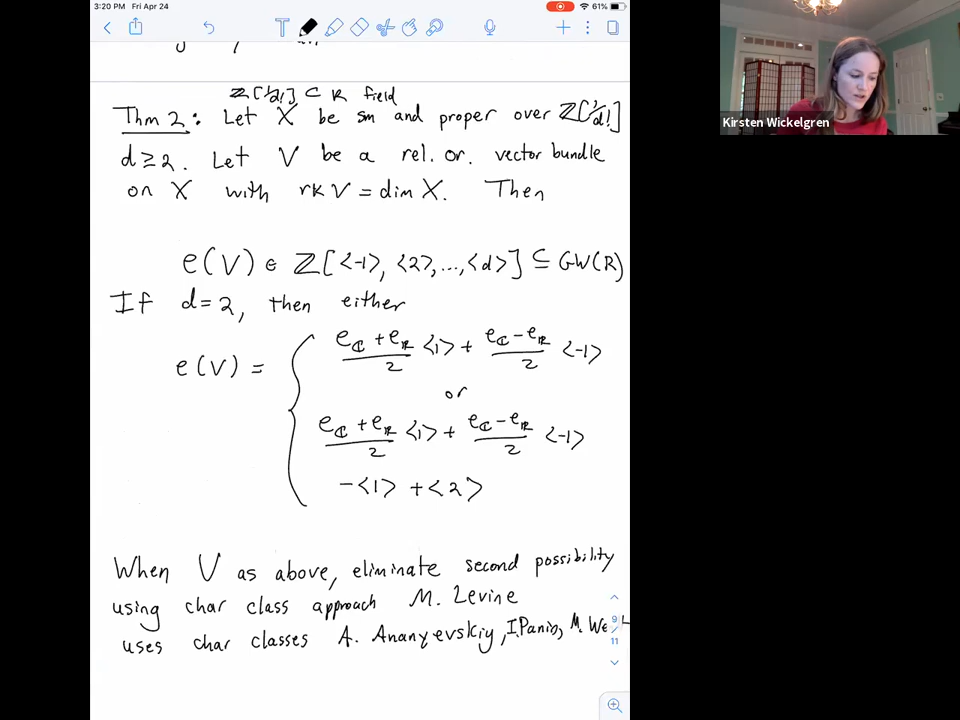 3:20 PM Fri Apr 24
61%
Z[1/d!] ⊂ R field
Thm 2: Let X be sm and proper over Z[1/d!]
d ≥ 2. Let V be a rel. or. vector bundle
on X with rk V = dim X. Then
e(V) ∈ Z[<-1>, <2>, ..., <d>] ⊆ GW(R)
If d = 2, then either
e(V) = { (e_C + e_R)/2 <1> + (e_C - e_R)/2 <-1>
or
(e_C + e_R)/2 <1> + (e_C - e_R)/2 <-1>
- <1> + <2>
When V as above, eliminate second possibility
using char class approach M. Levine
uses char classes A. Ananyevskiy, I. Panin, M. We
9 / 11
Kirsten Wickelgren